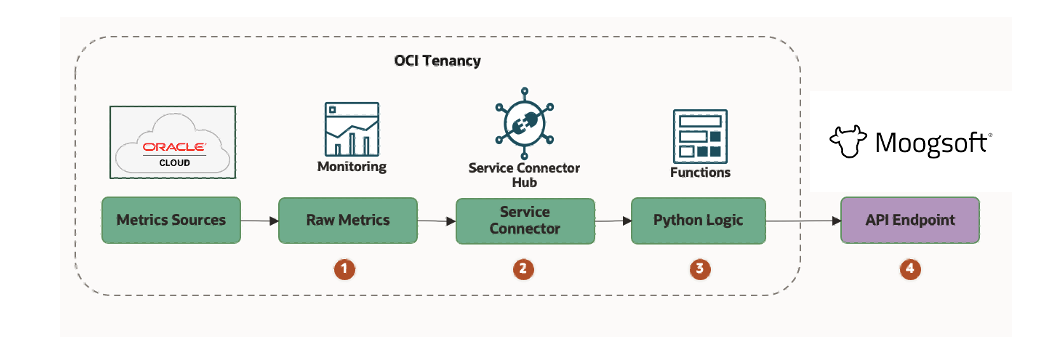 OCI Tenancy
ORACLE
CLOUD
Monitoring
Service Connector
Hub
Functions
Moogsoft
Metrics Sources
Raw Metrics
Service
Connector
Python Logic
API Endpoint
1
2
3
4